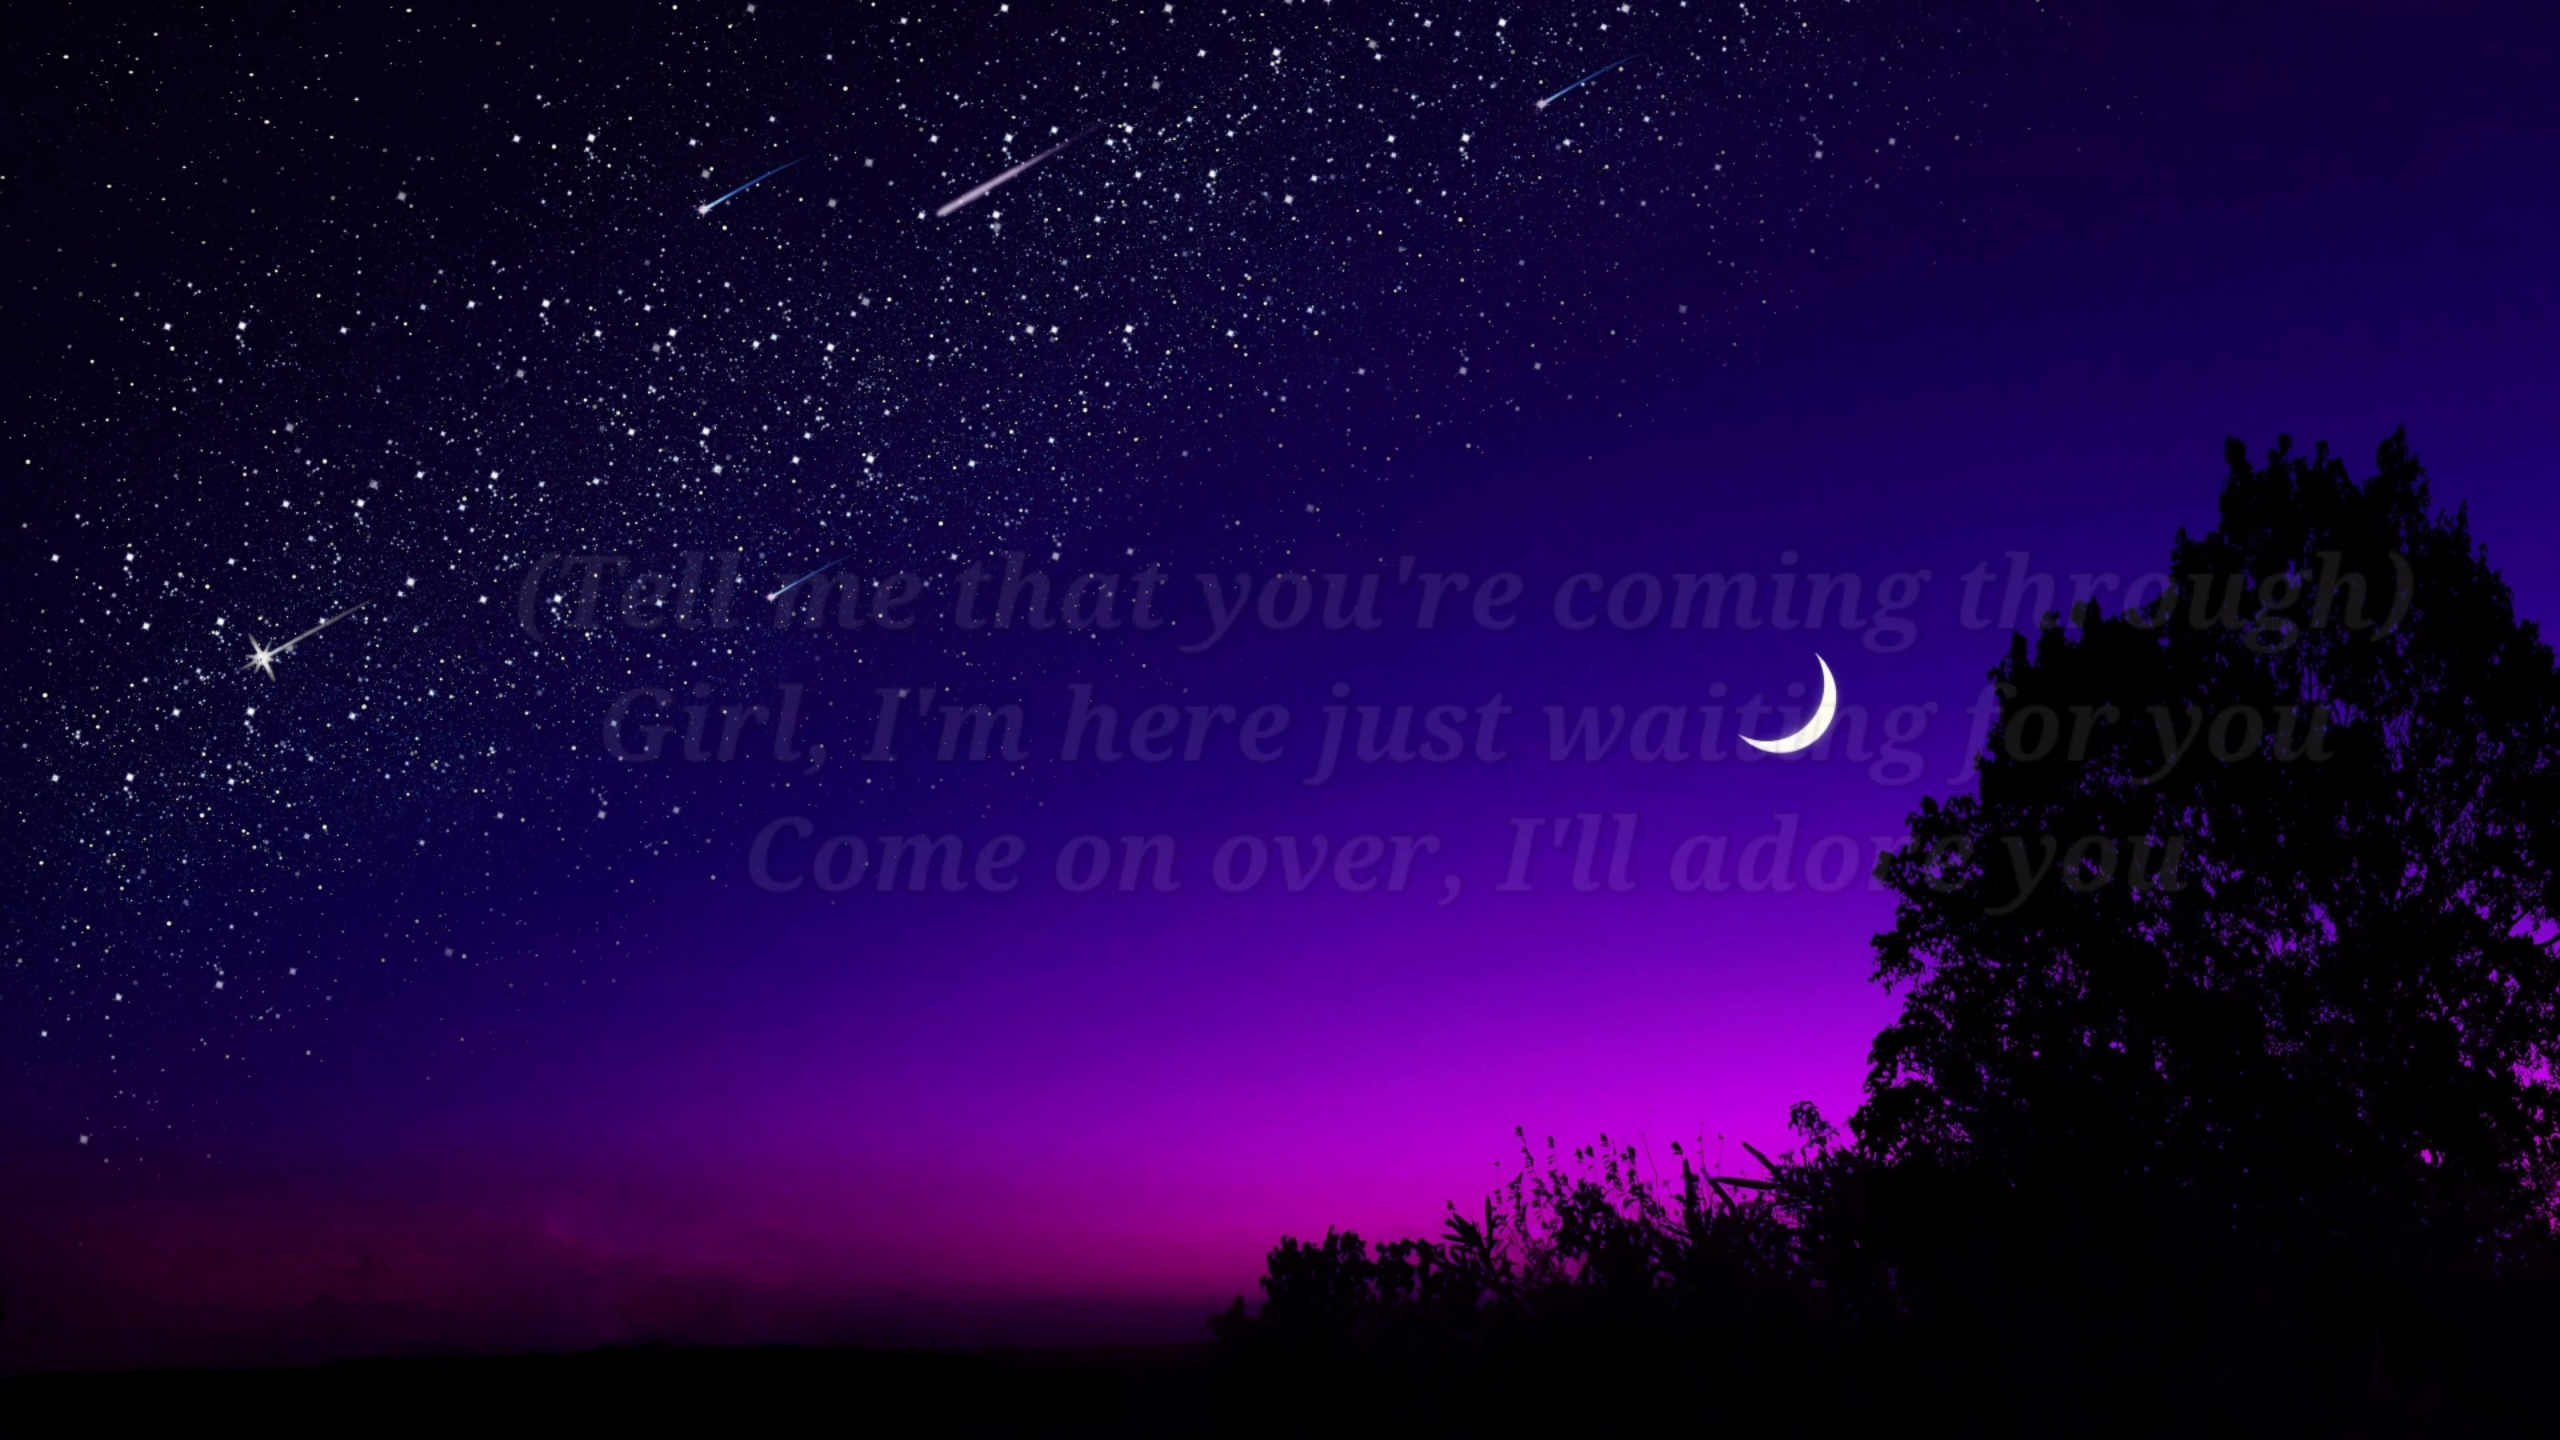 (Tell me that you're coming through)
Girl, I'm here just waiting for you
Come on over, I'll adore you